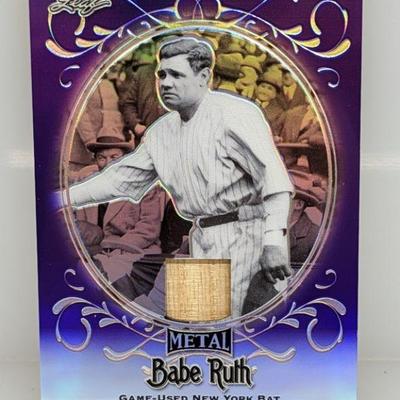 Leaf
METAL
Babe Ruth
GAME-USED NEW YORK BAT